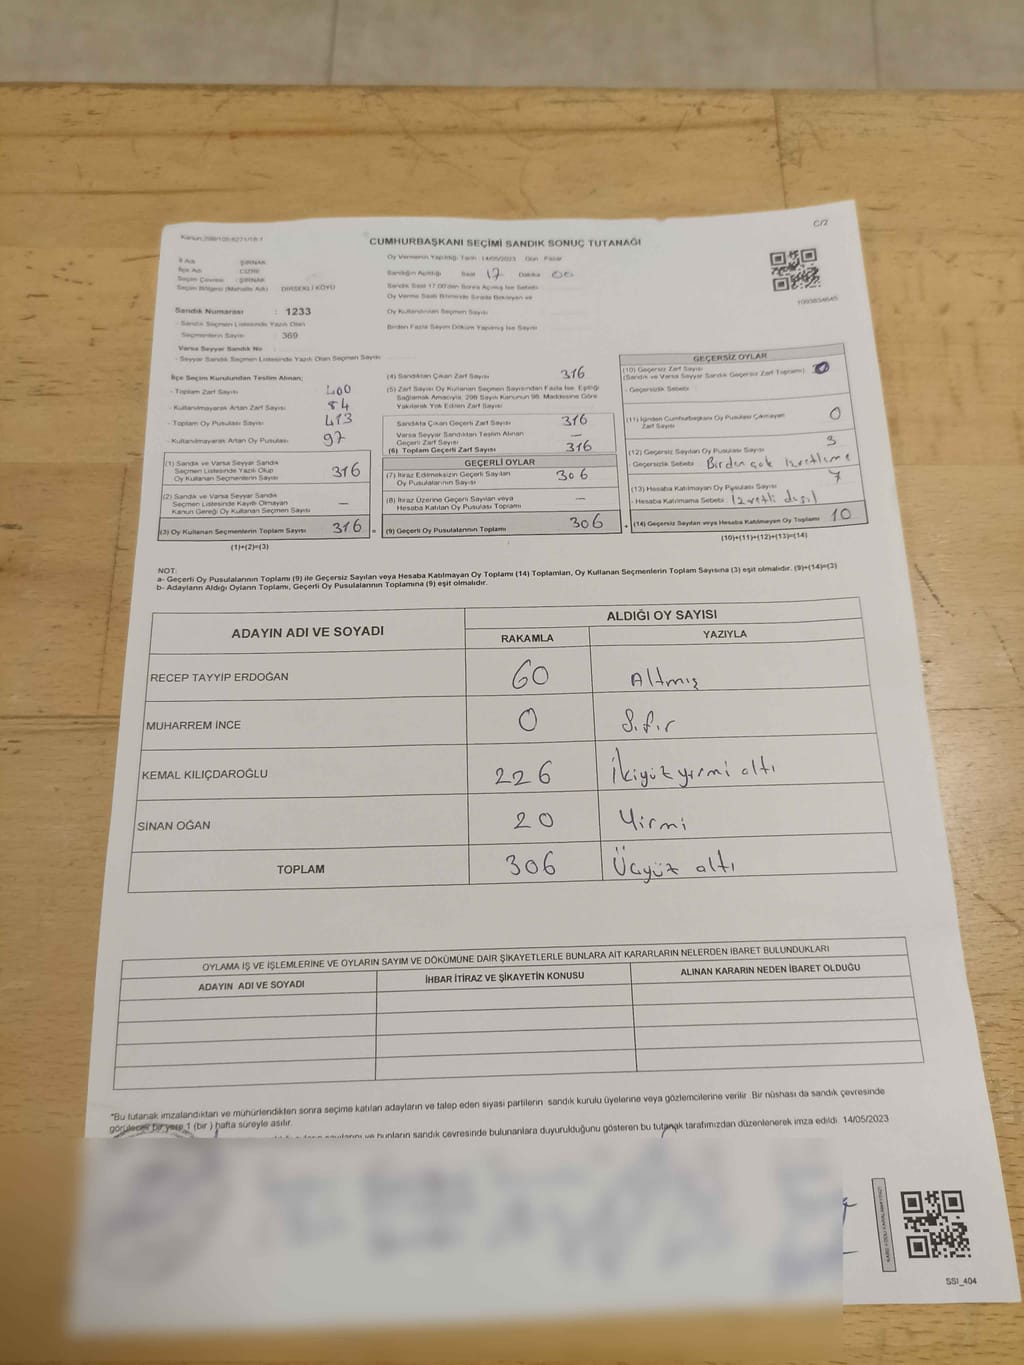 C/2
Kanun:298/105,6271/18-1
CUMHURBAŞKANI SEÇİMİ SANDIK SONUÇ TUTANAĞI
İl Adı : ŞIRNAK
İlçe Adı : CİZRE
Seçim Çevresi : ŞIRNAK
Seçim Bölgesi (Mahalle Adı) : DİRSEKLİ KÖYÜ
Oy Vermenin Yapıldığı Tarih : 14/05/2023 Gün : Pazar
Sandığın Açıldığı Saat 17 Dakika 00
Sandık Saat 17:00'den Sonra Açılmış İse Sebebi
Oy Verme Saati Bitiminde Sırada Bekleyen ve
Oy Kullandırılan Seçmen Sayısı
Birden Fazla Sayım Döküm Yapılmış İse Sayısı
1093834645
Sandık Numarası : 1233
- Sandık Seçmen Listesinde Yazılı Olan
Seçmenlerin Sayısı : 369
Varsa Seyyar Sandık No
- Seyyar Sandık Seçmen Listesinde Yazılı Olan Seçmen Sayısı
İlçe Seçim Kurulundan Teslim Alınan;
- Toplam Zarf Sayısı 400
- Kullanılmayarak Artan Zarf Sayısı 84
- Toplam Oy Pusulası Sayısı 413
- Kullanılmayarak Artan Oy Pusulası 97
(1) Sandık ve Varsa Seyyar Sandık
Seçmen Listesinde Yazılı Olup
Oy Kullanan Seçmenlerin Sayısı 316
(2) Sandık ve Varsa Seyyar Sandık
Seçmen Listesinde Kayıtlı Olmayan
Kanun Gereği Oy Kullanan Seçmen Sayısı —
(3) Oy Kullanan Seçmenlerin Toplam Sayısı 316 =
(1)+(2)=(3)
(4) Sandıktan Çıkan Zarf Sayısı 316
(5) Zarf Sayısı Oy Kullanan Seçmen Sayısından Fazla İse, Eşitliği
Sağlamak Amacıyla, 298 Sayılı Kanunun 98. Maddesine Göre
Yakılarak Yok Edilen Zarf Sayısı
Sandıkta Çıkan Geçerli Zarf Sayısı 316
Varsa Seyyar Sandıktan Teslim Alınan
Geçerli Zarf Sayısı —
(6) Toplam Geçerli Zarf Sayısı 316
GEÇERLİ OYLAR
(7) İtiraz Edilmeksizin Geçerli Sayılan
Oy Pusulalarının Sayısı 306
(8) İtiraz Üzerine Geçerli Sayılan veya
Hesaba Katılan Oy Pusulası Toplamı —
(9) Geçerli Oy Pusulalarının Toplamı 306 +
GEÇERSİZ OYLAR
(10) Geçersiz Zarf Sayısı
(Sandık ve Varsa Seyyar Sandık Geçersiz Zarf Toplamı)
- Geçersizlik Sebebi :
(11) İçinden Cumhurbaşkanı Oy Pusulası Çıkmayan
Zarf Sayısı 0
(12) Geçersiz Sayılan Oy Pusulası Sayısı 3
- Geçersizlik Sebebi : Birden çok
(13) Hesaba Katılmayan Oy Pusulası Sayısı 7
- Hesaba Katılmama Sebebi :
(14) Geçersiz Sayılan veya Hesaba Katılmayan Oy Toplamı 10
(10)+(11)+(12)+(13)=(14)
NOT:
a- Geçerli Oy Pusulalarının Toplamı (9) ile Geçersiz Sayılan veya Hesaba Katılmayan Oy Toplamı (14) Toplamları, Oy Kullanan Seçmenlerin Toplam Sayısına (3) eşit olmalıdır. (9)+(14)=(3)
b- Adayların Aldığı Oyların Toplamı, Geçerli Oy Pusulalarının Toplamına (9) eşit olmalıdır.
ADAYIN ADI VE SOYADI
ALDIĞI OY SAYISI
RAKAMLA YAZIYLA
RECEP TAYYİP ERDOĞAN 60 Altmış
MUHARREM İNCE 0 Sıfır
KEMAL KILIÇDAROĞLU 226 İkiyüz yirmi altı
SİNAN OĞAN 20 Yirmi
TOPLAM 306 Üçyüz altı
OYLAMA İŞ VE İŞLEMLERİNE VE OYLARIN SAYIM VE DÖKÜMÜNE DAİR ŞİKAYETLERLE BUNLARA AİT KARARLARIN NELERDEN İBARET BULUNDUKLARI
ADAYIN ADI VE SOYADI İHBAR İTİRAZ VE ŞİKAYETİN KONUSU ALINAN KARARIN NEDEN İBARET OLDUĞU
*Bu tutanak imzalandıktan ve mühürlendikten sonra seçime katılan adayların ve talep eden siyasi partilerin sandık kurulu üyelerine veya gözlemcilerine verilir. Bir nüshası da sandık çevresinde
görülecek bir yere 1 (bir ) hafta süreyle asılır.
ve bunların sandık çevresinde bulunanlara duyurulduğunu gösteren bu tutanak tarafımızdan düzenlenerek imza edildi. 14/05/2023
SSI_404